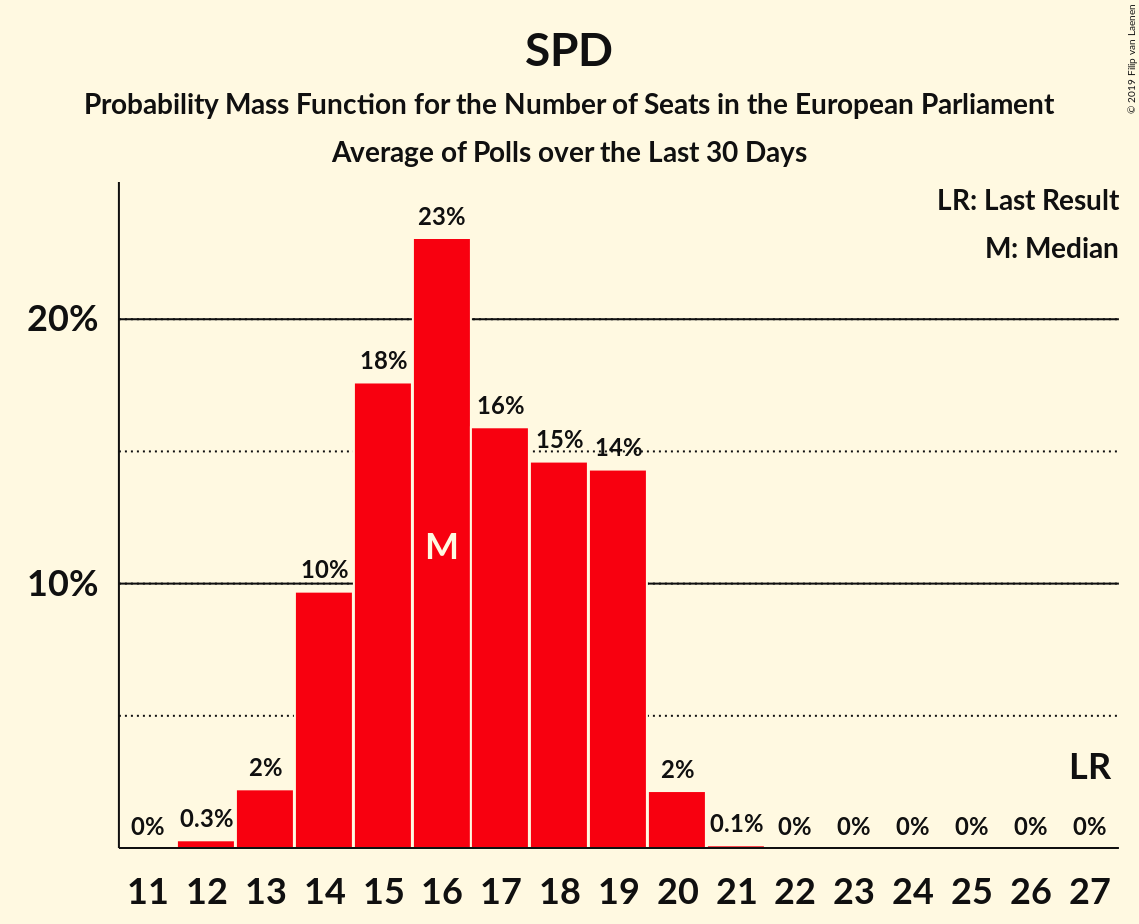 SPD
Probability Mass Function for the Number of Seats in the European Parliament
Average of Polls over the Last 30 Days
© 2019 Filip van Laenen
LR: Last Result
M: Median
23%
20%
18%
16%
15%
14%
M
10%
10%
2%
0%
0.3%
2%
0.1%
0%
0%
0%
0%
0%
LR
0%
11 12 13 14 15 16 17 18 19 20 21 22 23 24 25 26 27